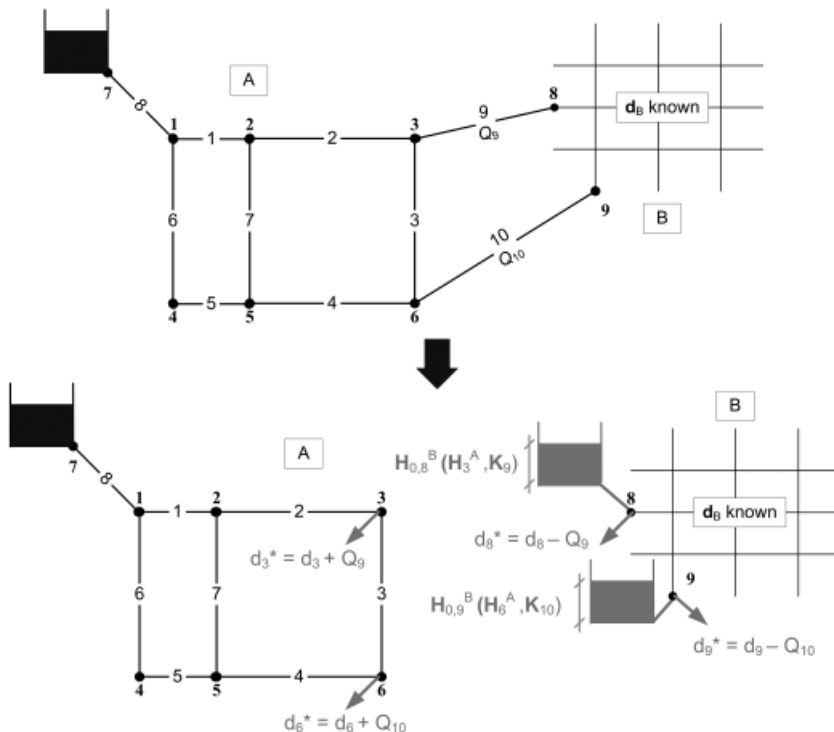 A
7
8
1
1
2
2
3
9
Q₉
8
d_B known
6
7
3
10
Q₁₀
9
B
4
5
5
4
6
A
B
7
8
1
1
2
2
3
d₃* = d₃ + Q₉
6
7
3
4
5
5
4
6
d₆* = d₆ + Q₁₀
H₀,₈ᴮ (H₃ᴬ, K₉)
8
d_B known
d₈* = d₈ – Q₉
9
H₀,₉ᴮ (H₆ᴬ, K₁₀)
d₉* = d₉ – Q₁₀